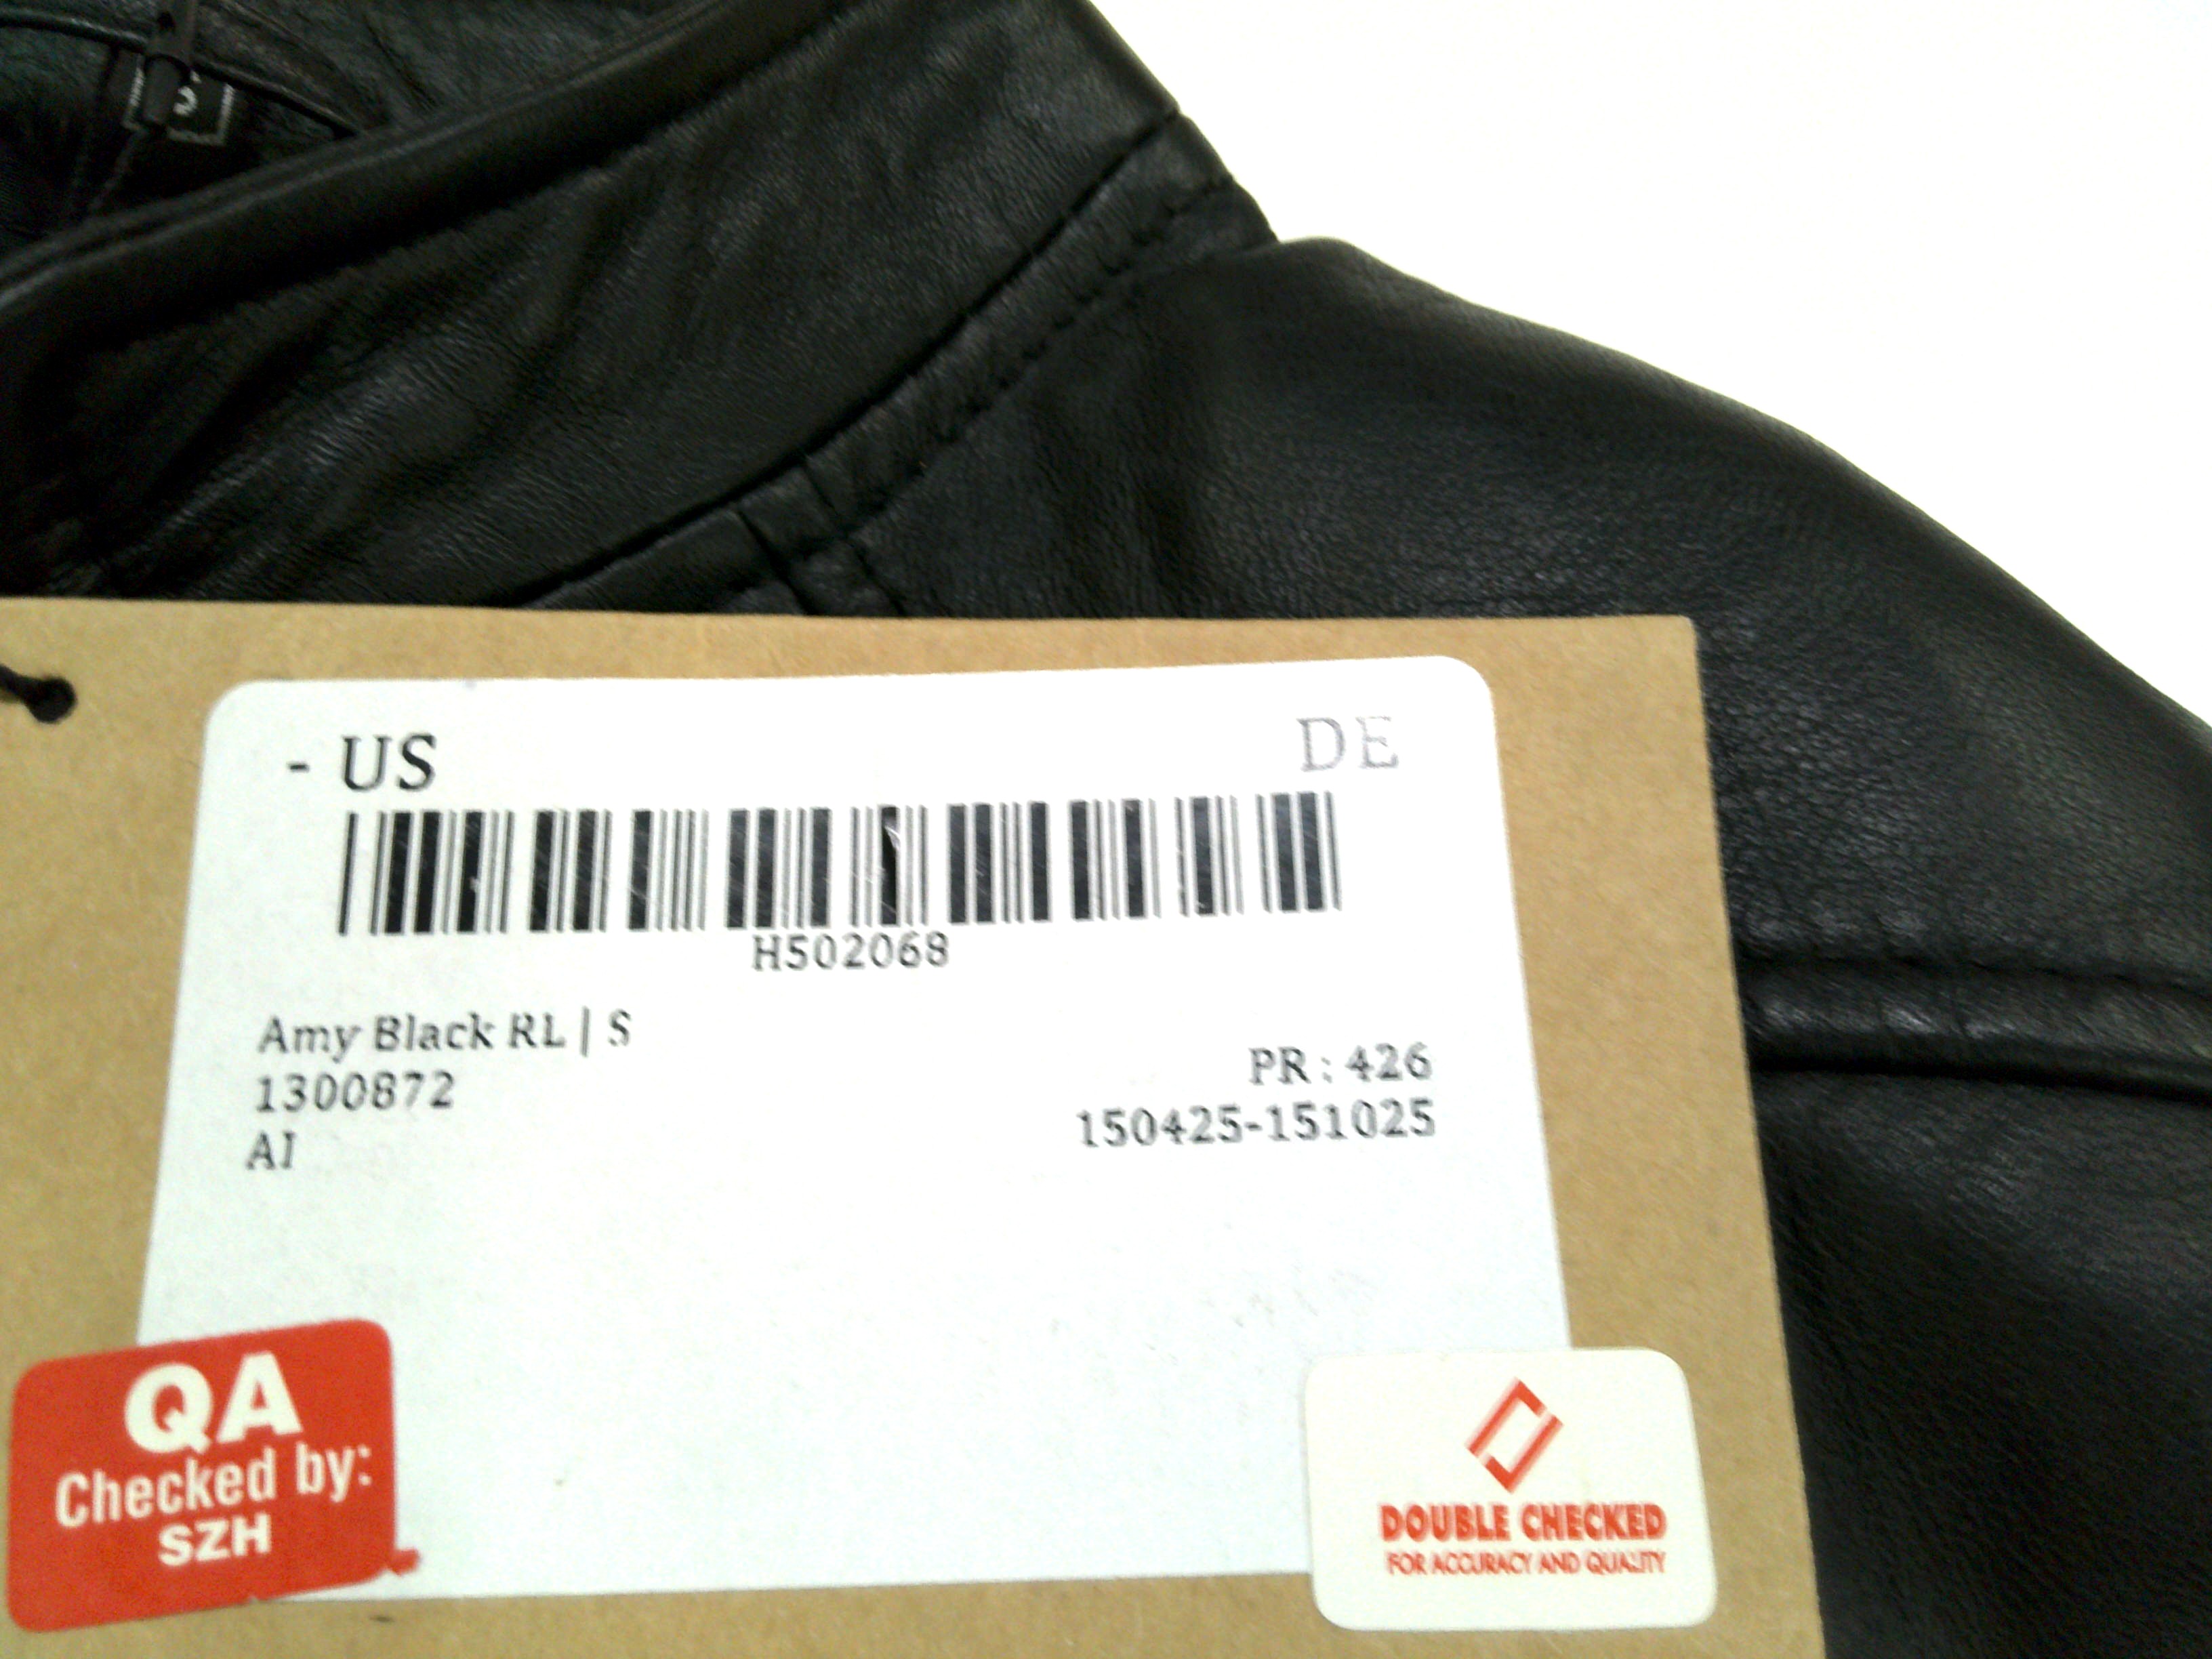 - US DE
H502068
Amy Black RL | S
1300872
AI
PR : 426
150425-151025
QA
Checked by:
SZH
DOUBLE CHECKED
FOR ACCURACY AND QUALITY